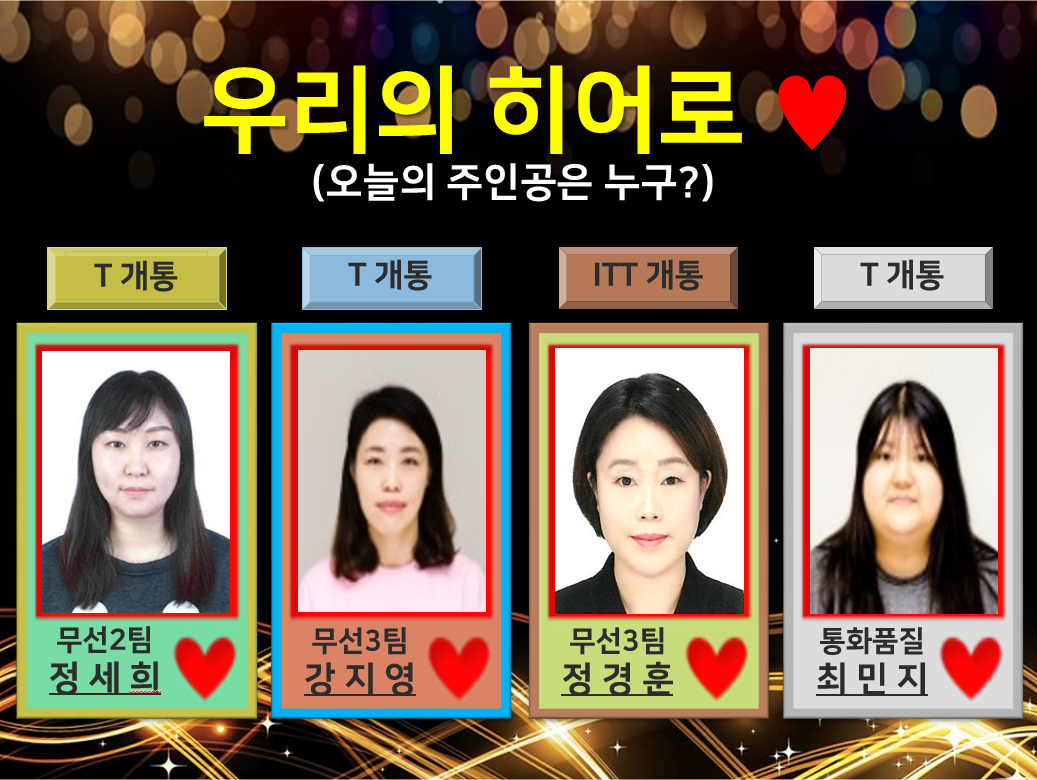 우리의 히어로
(오늘의 주인공은 누구?)
T 개통
T 개통
ITT 개통
T 개통
무선2팀
정 세 희
무선3팀
강 지 영
무선3팀
정 경 훈
통화품질
최 민 지